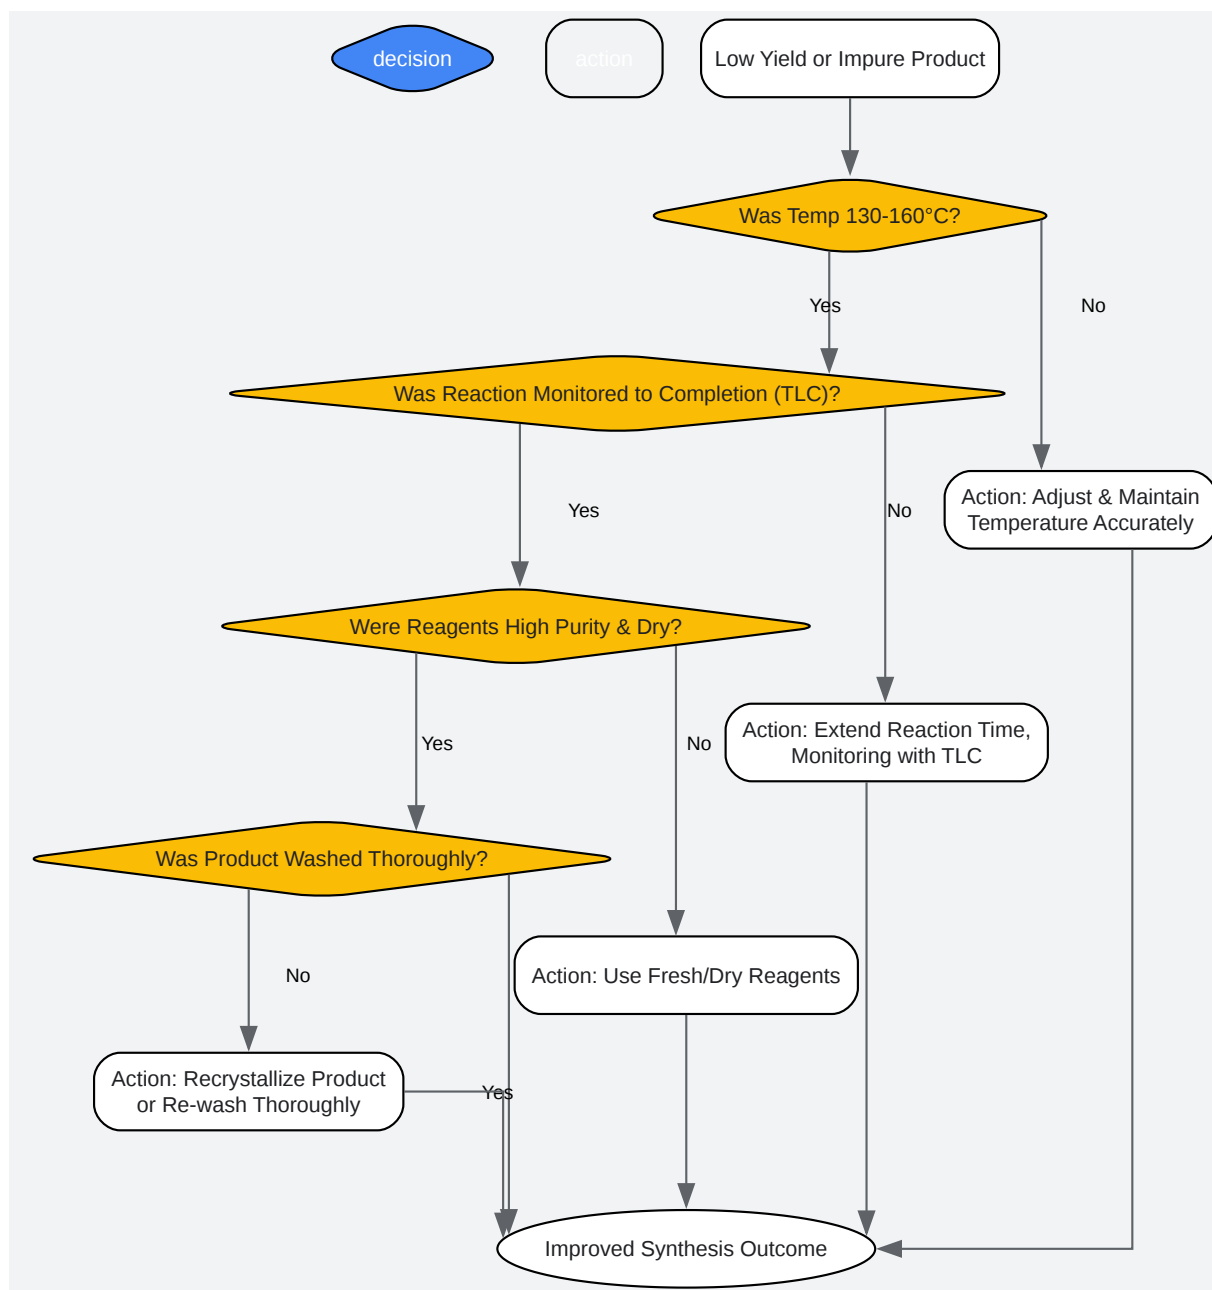 decision
action
Low Yield or Impure Product
Was Temp 130-160°C?
Yes
No
Was Reaction Monitored to Completion (TLC)?
Action: Adjust & Maintain
Temperature Accurately
Yes
No
Were Reagents High Purity & Dry?
Action: Extend Reaction Time,
Monitoring with TLC
Yes
No
Was Product Washed Thoroughly?
Action: Use Fresh/Dry Reagents
No
Action: Recrystallize Product
or Re-wash Thoroughly
Yes
Improved Synthesis Outcome